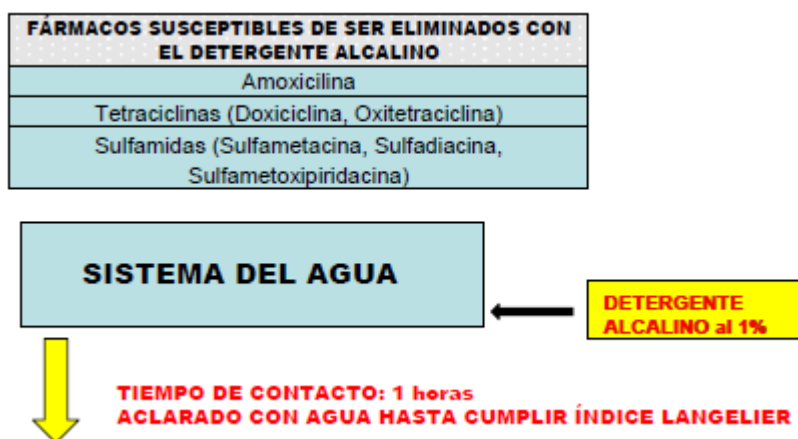 FÁRMACOS SUSCEPTIBLES DE SER ELIMINADOS CON
EL DETERGENTE ALCALINO
Amoxicilina
Tetraciclinas (Doxiciclina, Oxitetraciclina)
Sulfamidas (Sulfametacina, Sulfadiacina,
Sulfametoxipiridacina)
SISTEMA DEL AGUA
DETERGENTE
ALCALINO al 1%
TIEMPO DE CONTACTO: 1 horas
ACLARADO CON AGUA HASTA CUMPLIR ÍNDICE LANGELIER